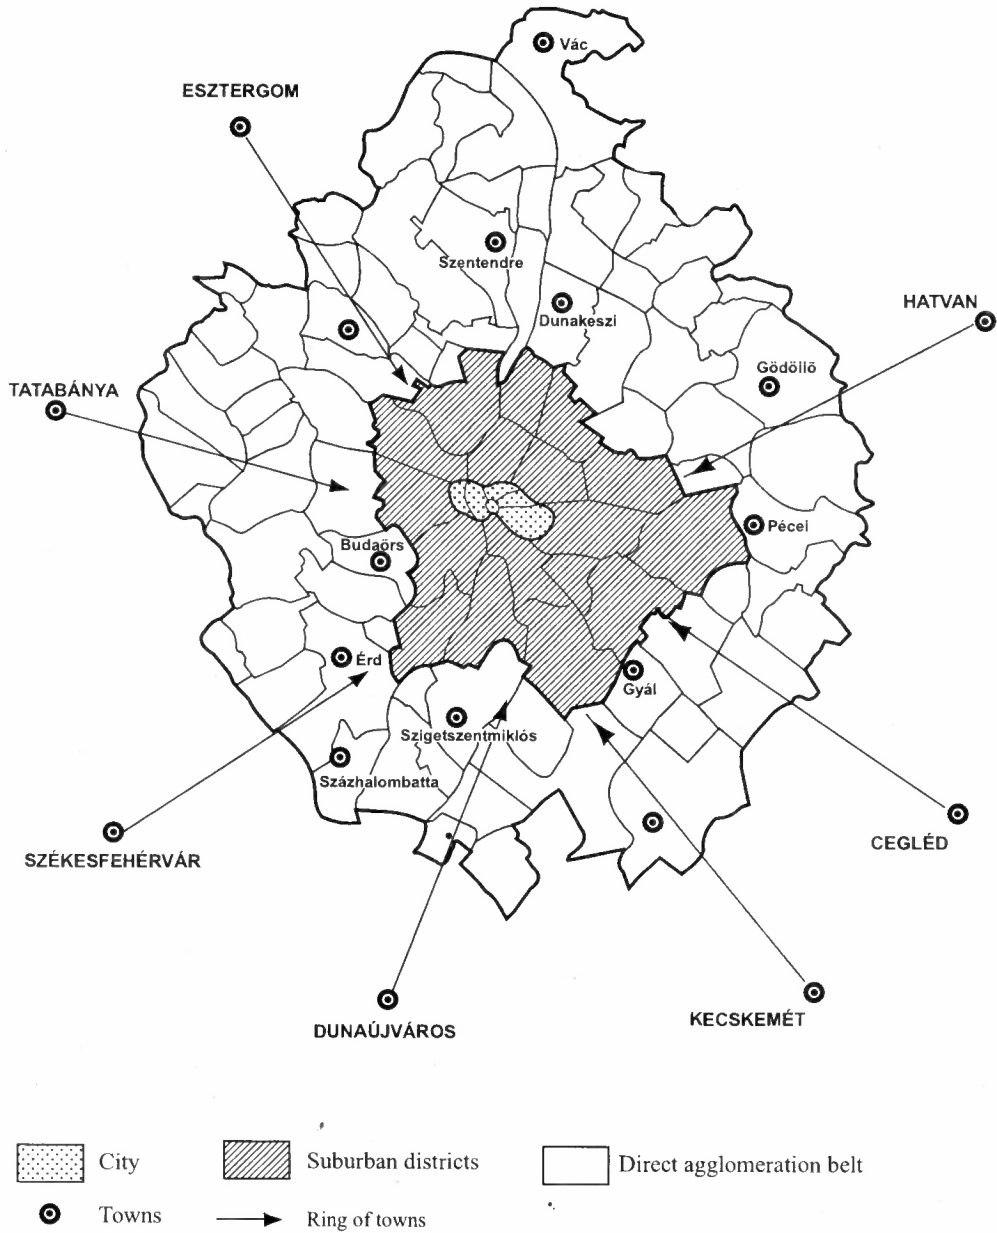 Vác
ESZTERGOM
Szentendre
HATVAN
Dunakeszi
Gödöllő
TATABÁNYA
Pécei
Budaörs
Érd
Gyál
Szigetszentmiklós
Százhalombatta
CEGLÉD
SZÉKESFEHÉRVÁR
KECSKEMÉT
DUNAÚJVÁROS
City
Suburban districts
Direct agglomeration belt
Towns
Ring of towns